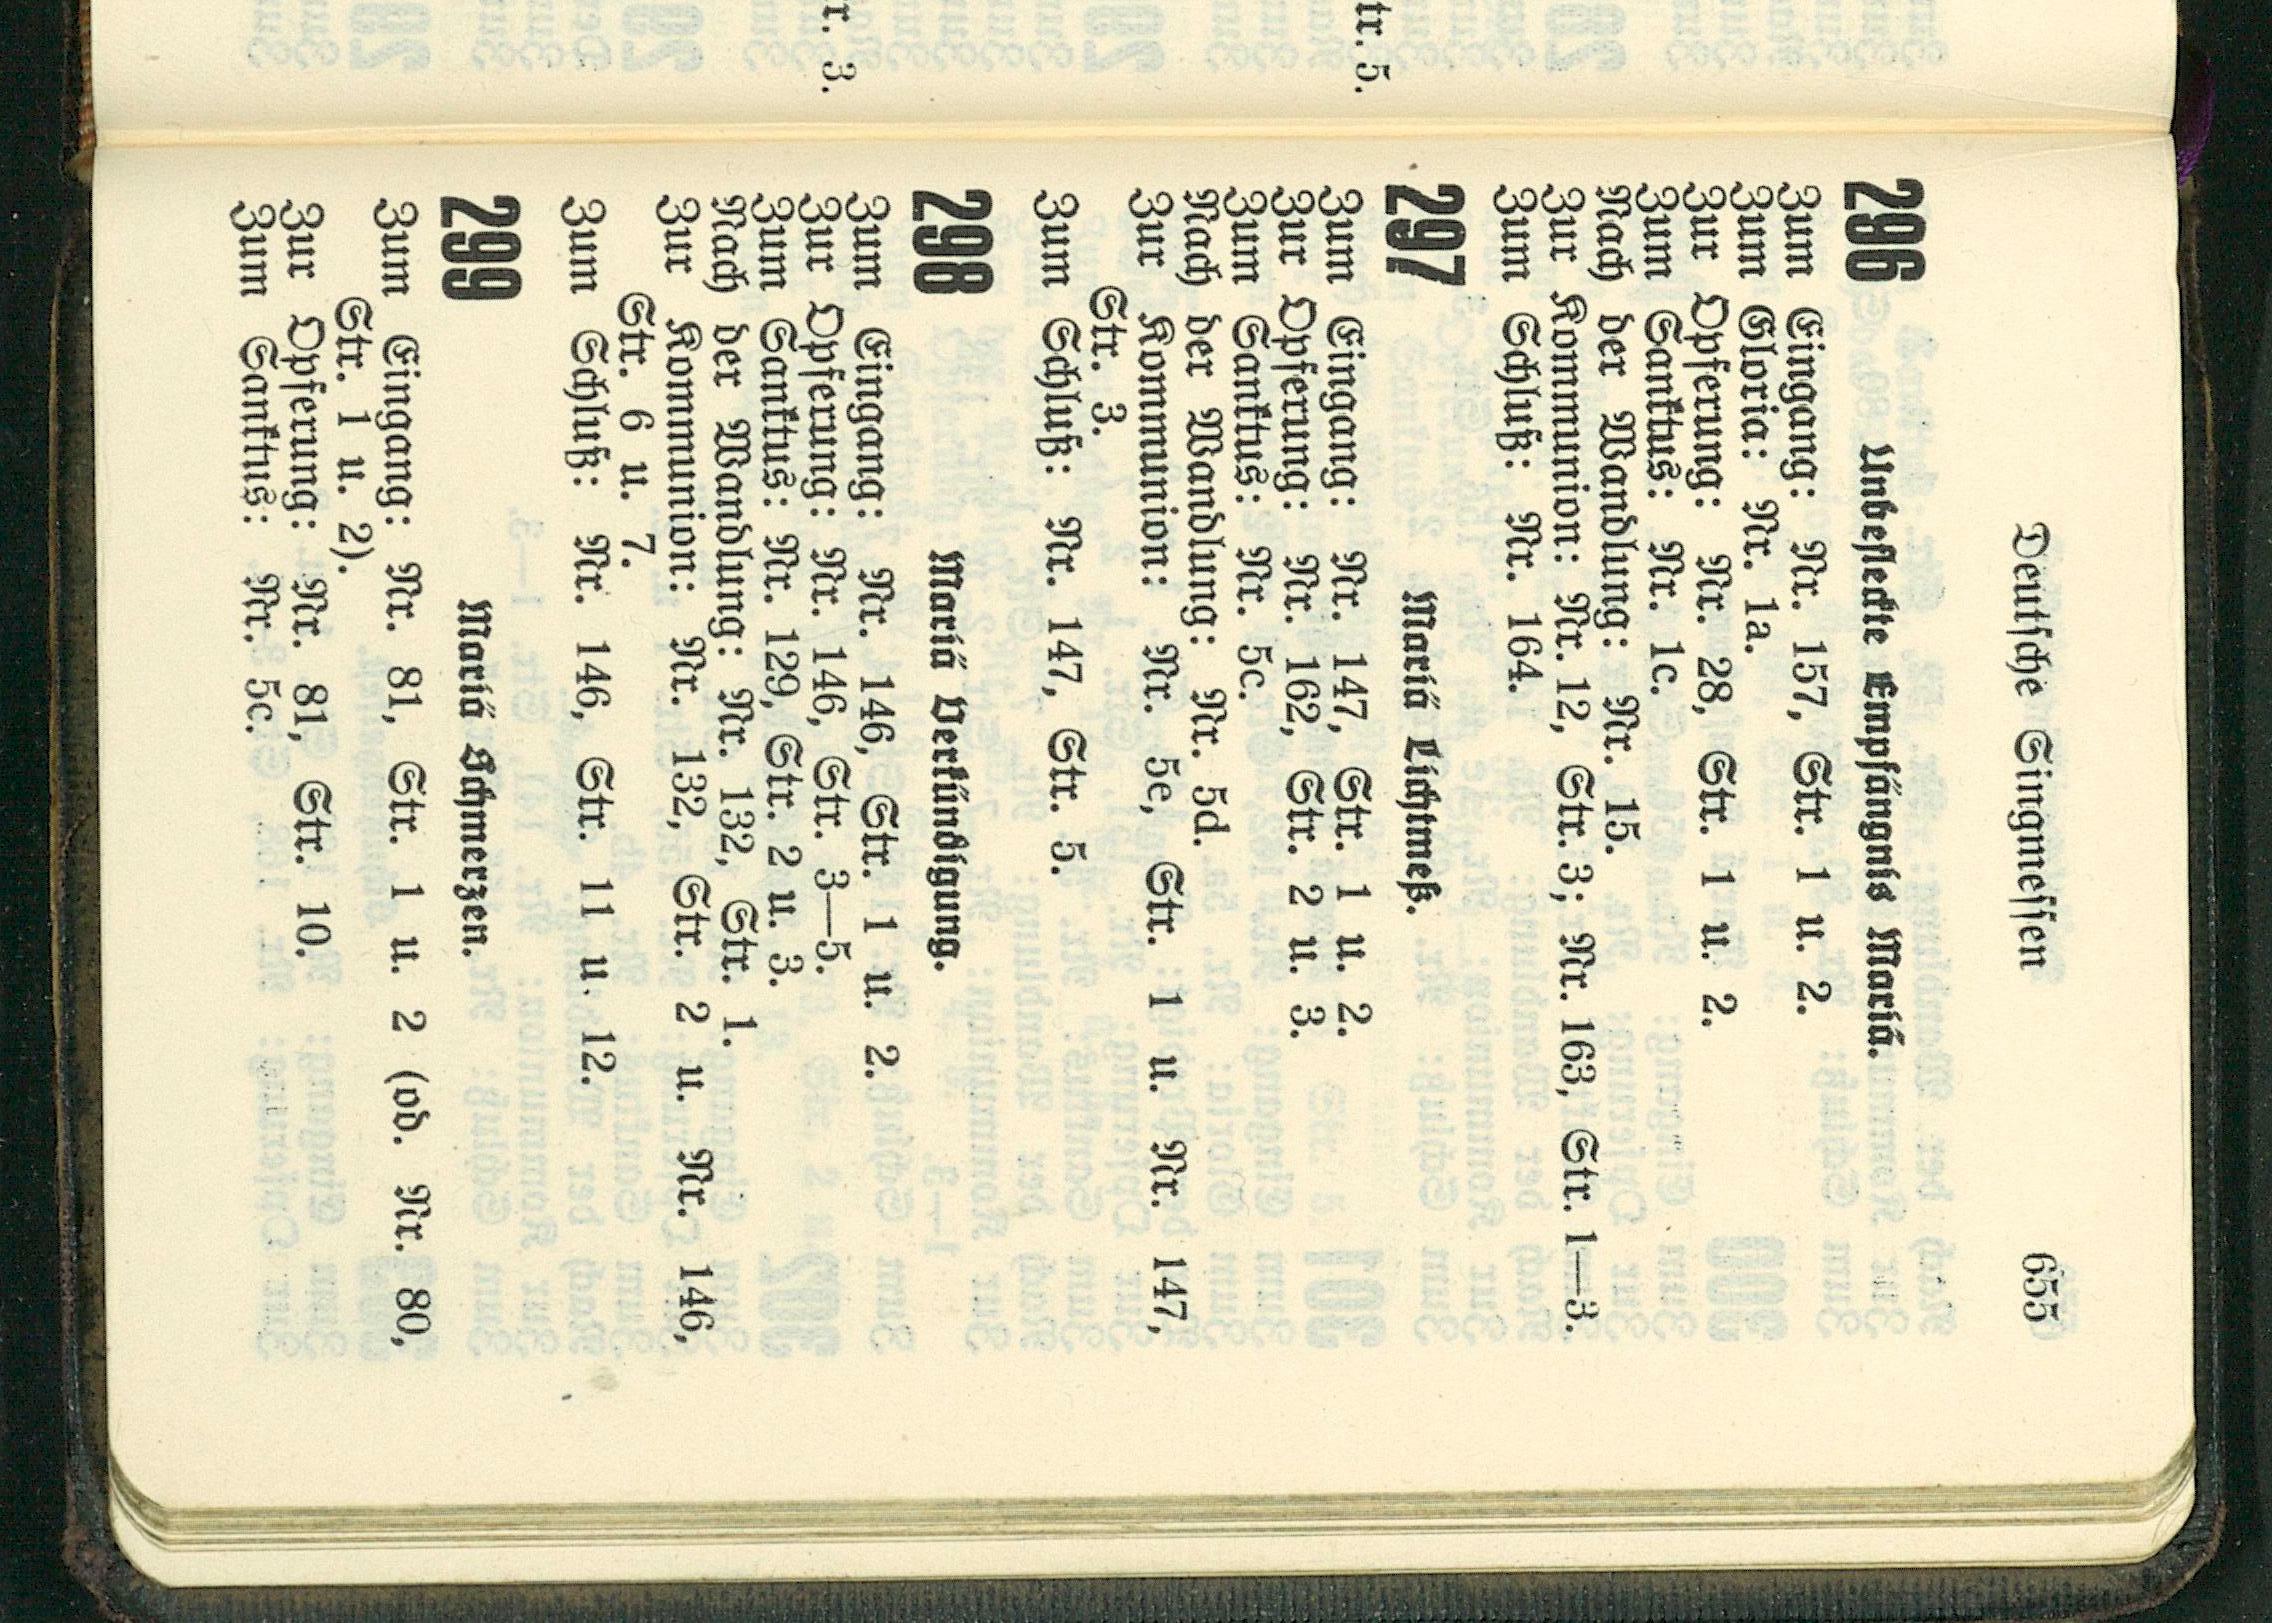 Deutsche Singmessen 655
296 Unbefleckte Empfängnis Mariä.
Zum Eingang: Nr. 157, Str. 1 u. 2.
Zum Gloria: Nr. 1a.
Zur Opferung: Nr. 28, Str. 1 u. 2.
Zum Sanktus: Nr. 1c.
Nach der Wandlung: Nr. 15.
Zur Kommunion: Nr. 12, Str. 3; Nr. 163, Str. 1—3.
Zum Schluß: Nr. 164.
297 Mariä Lichtmeß.
Zum Eingang: Nr. 147, Str. 1 u. 2.
Zur Opferung: Nr. 162, Str. 2 u. 3.
Zum Sanktus: Nr. 5c.
Nach der Wandlung: Nr. 5d.
Zur Kommunion: Nr. 5e, Str. 1 u. Nr. 147,
Str. 3.
Zum Schluß: Nr. 147, Str. 5.
298 Mariä Verkündigung.
Zum Eingang: Nr. 146, Str. 1 u. 2.
Zur Opferung: Nr. 146, Str. 3—5.
Zum Sanktus: Nr. 129, Str. 2 u. 3.
Nach der Wandlung: Nr. 132, Str. 1.
Zur Kommunion: Nr. 132, Str. 2 u. Nr. 146,
Str. 6 u. 7.
Zum Schluß: Nr. 146, Str. 11 u. 12.
299 Mariä Schmerzen.
Zum Eingang: Nr. 81, Str. 1 u. 2 (od. Nr. 80,
Str. 1 u. 2).
Zur Opferung: Nr. 81, Str. 10.
Zum Sanktus: Nr. 5c.
tr. 5.
r. 3.